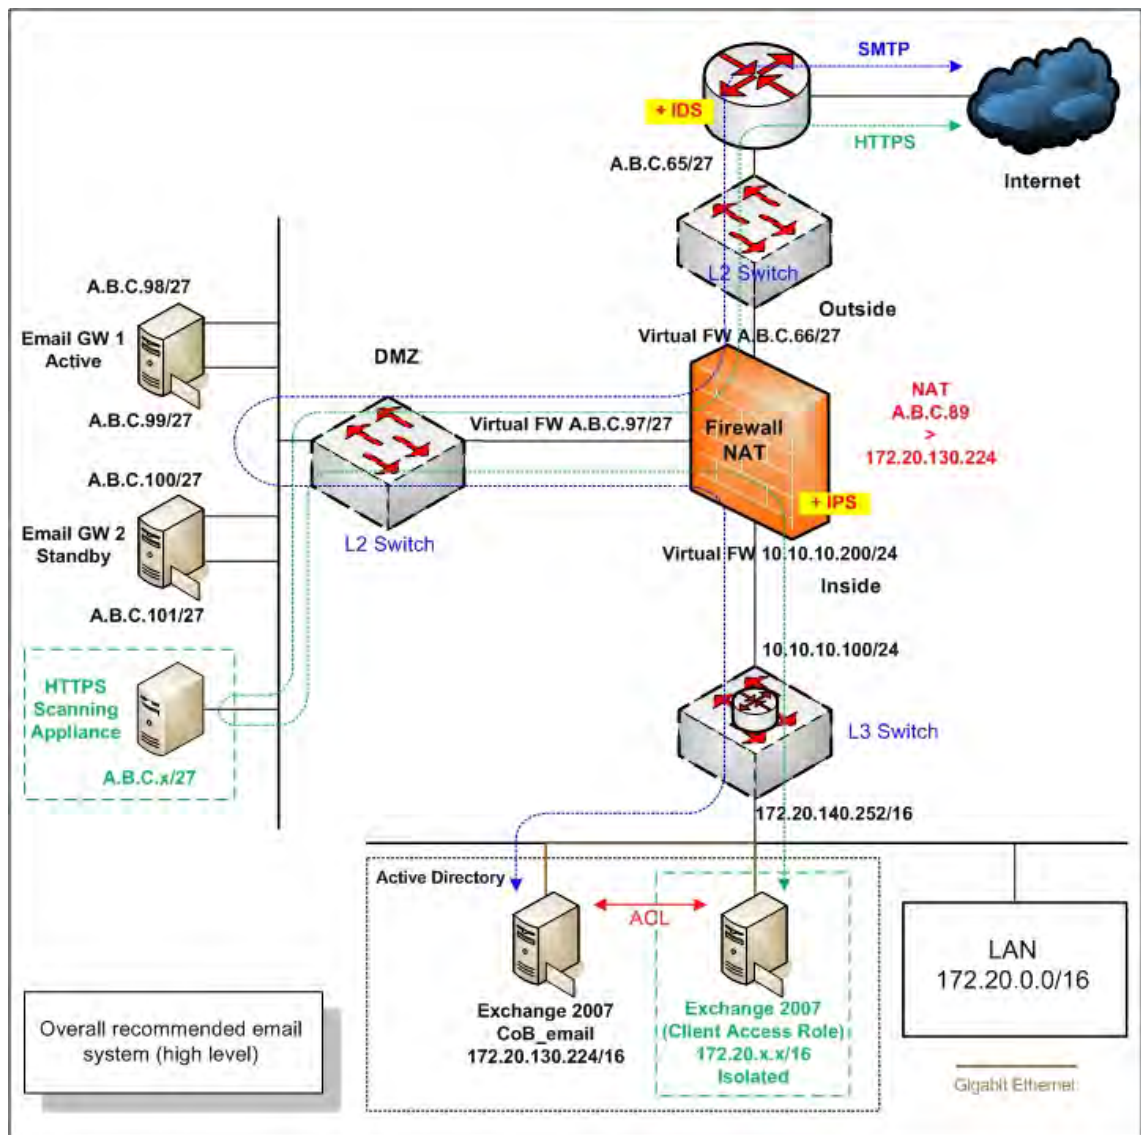 SMTP
+ IDS
HTTPS
A.B.C.65/27
Internet
L2 Switch
Outside
A.B.C.98/27
Email GW 1
Active
A.B.C.99/27
DMZ
Virtual FW A.B.C.66/27
Virtual FW A.B.C.97/27
Firewall
NAT
NAT
A.B.C.89
>
172.20.130.224
+ IPS
A.B.C.100/27
Email GW 2
Standby
A.B.C.101/27
L2 Switch
Virtual FW 10.10.10.200/24
Inside
HTTPS
Scanning
Appliance
A.B.C.x/27
10.10.10.100/24
L3 Switch
172.20.140.252/16
Active Directory
ACL
Exchange 2007
CoB_email
172.20.130.224/16
Exchange 2007
(Client Access Role)
172.20.x.x/16
Isolated
LAN
172.20.0.0/16
Gigabit Ethernet
Overall recommended email
system (high level)